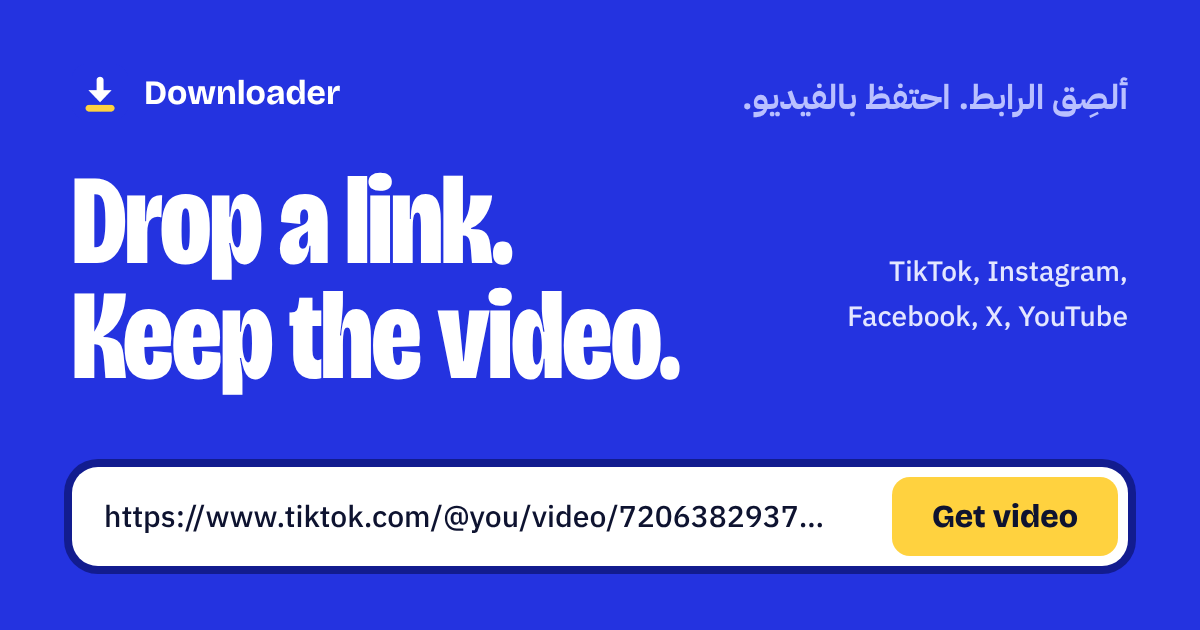 Downloader
ألصِق الرابط. احتفظ بالفيديو.
Drop a link.
Keep the video.
TikTok, Instagram,
Facebook, X, YouTube
https://www.tiktok.com/@you/video/7206382937...
Get video